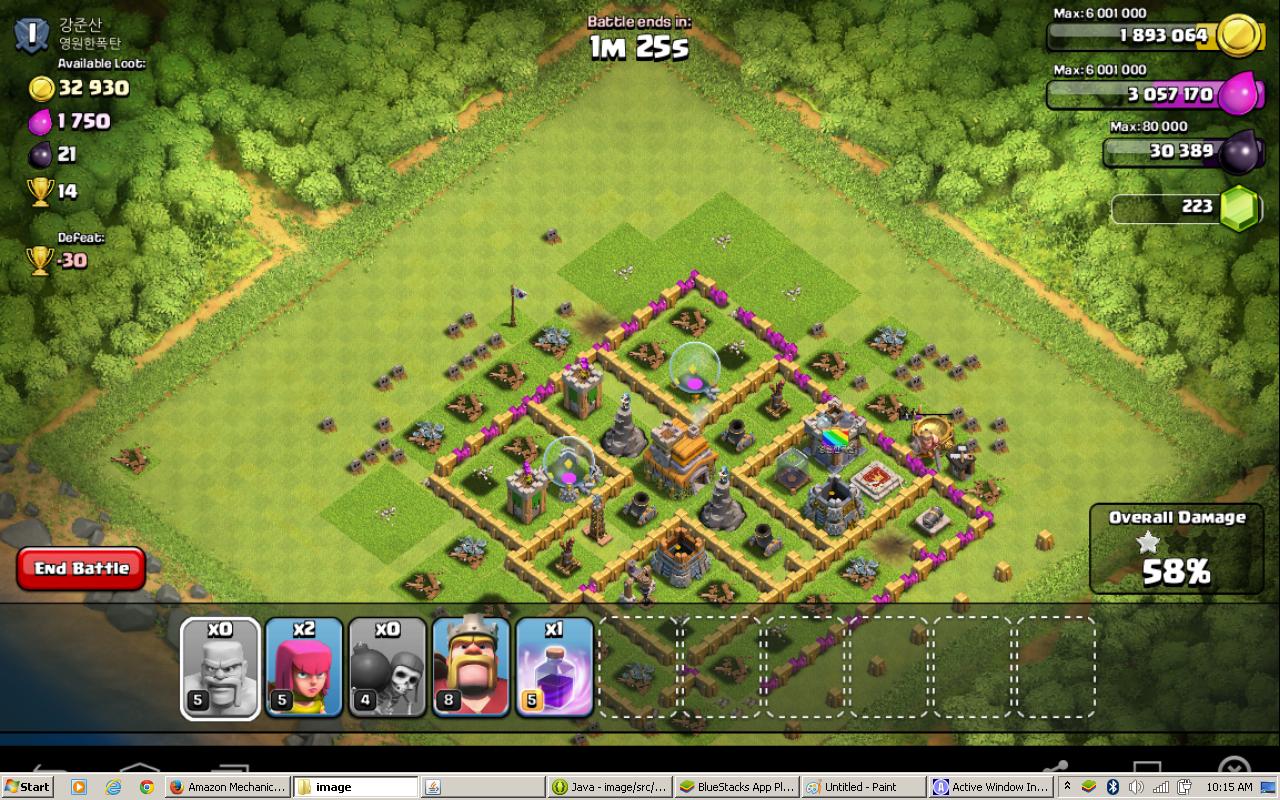 강준산
영원한폭탄
Available Loot:
32 930
1 750
21
14
Defeat:
-30
Battle ends in:
1m 25s
Max: 6 001 000
1 893 064
Max: 6 001 000
3 057 170
Max: 80 000
30 389
223
Overall Damage
58%
End Battle
x0
x2
x0
x1
5
5
4
8
5
Start
Amazon Mechanic...
image
Java - image/src/...
BlueStacks App Pl...
Untitled - Paint
Active Window In...
10:15 AM